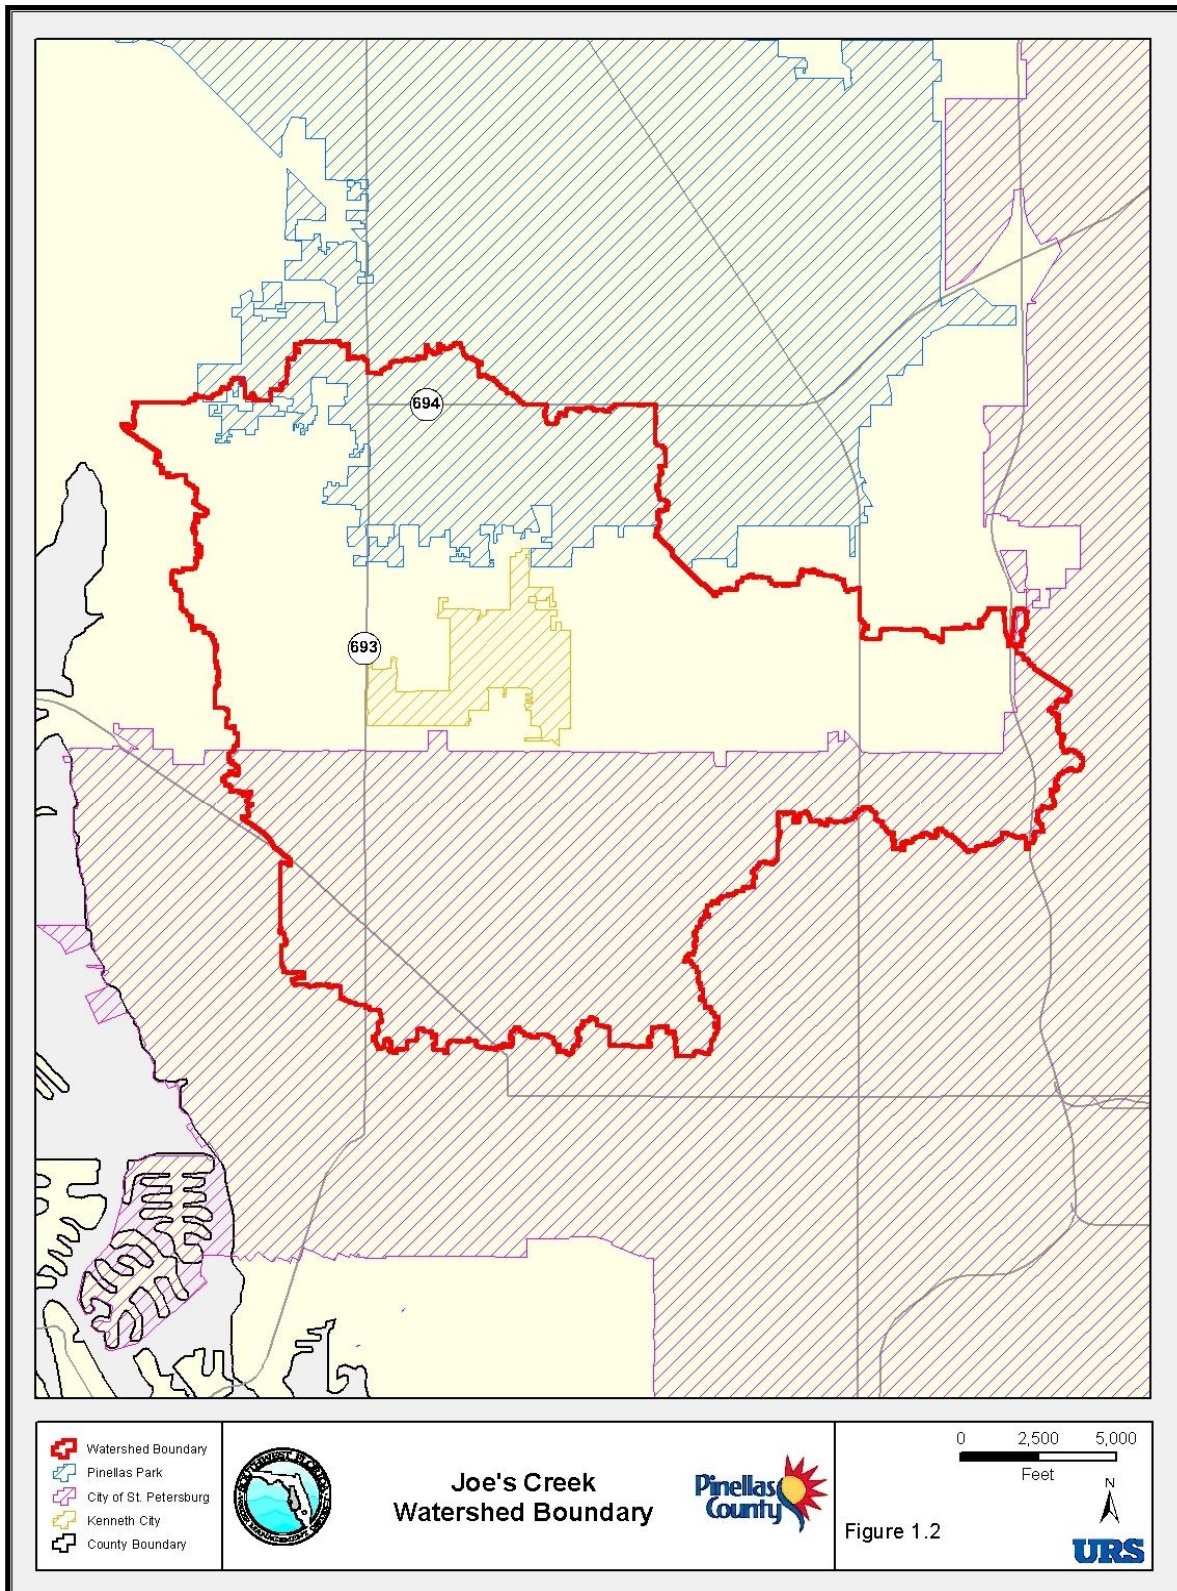 694
693
Watershed Boundary
Pinellas Park
City of St. Petersburg
Kenneth City
County Boundary
Joe's Creek
Watershed Boundary
Pinellas
County
Figure 1.2
0 2,500 5,000
Feet
N
URS